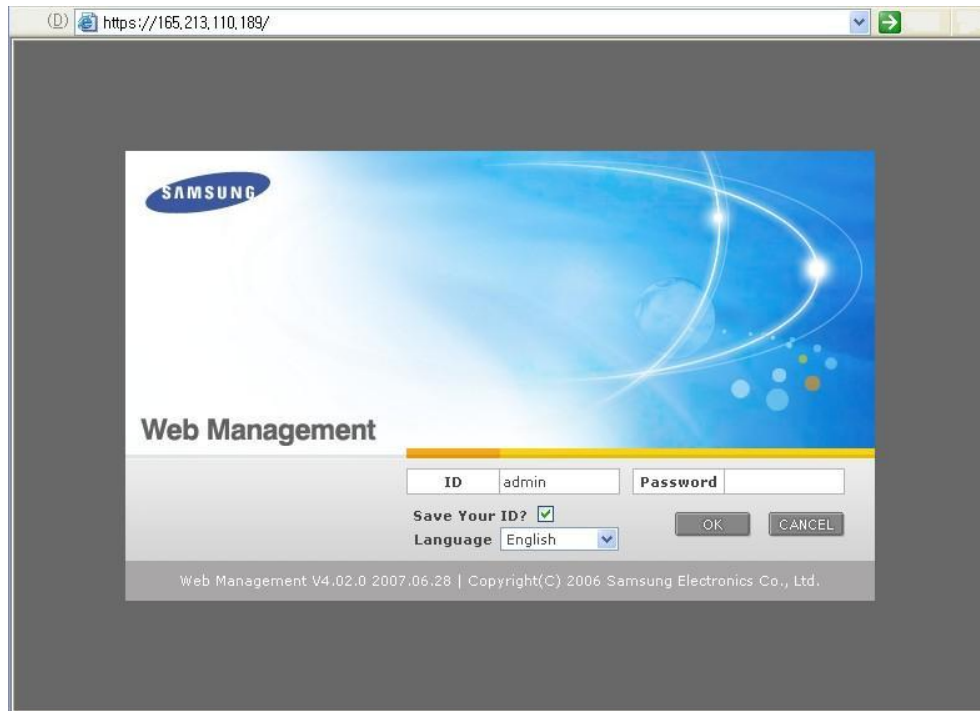 (D) https://165,213,110,189/
SAMSUNG
Web Management
ID admin Password
Save Your ID?
OK CANCEL
Language English
Web Management V4.02.0 2007.06.28 | Copyright(C) 2006 Samsung Electronics Co., Ltd.